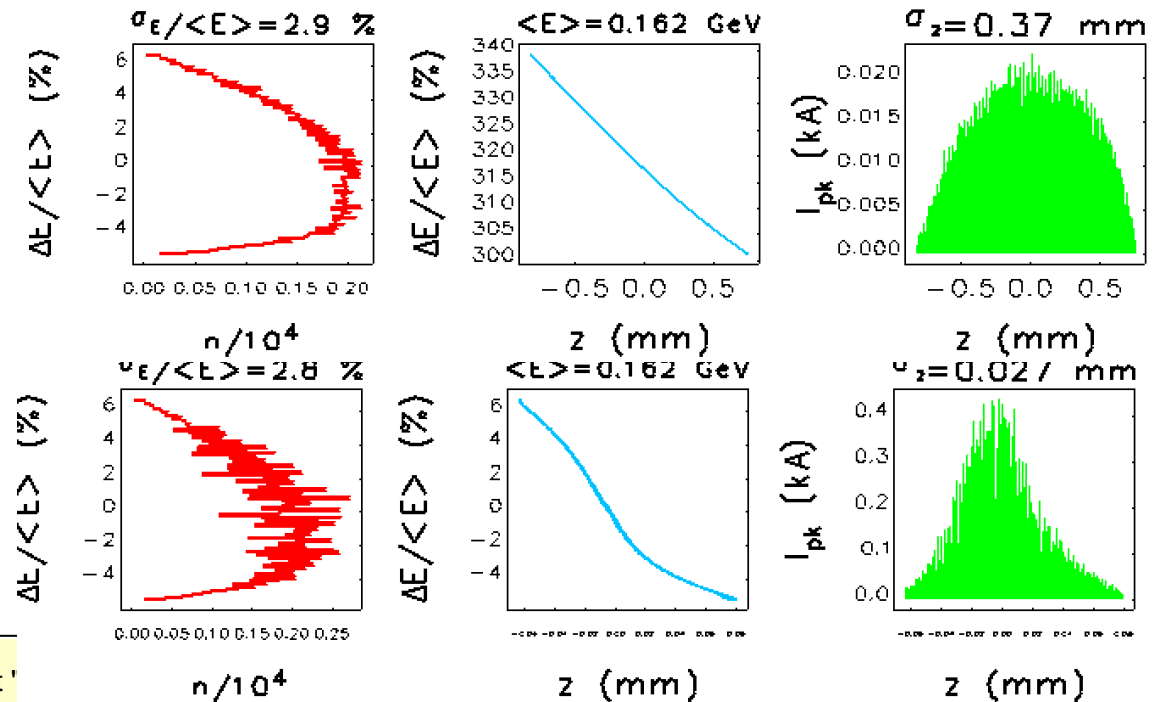 σE/<E>=2.9 %
<E>=0.162 GeV
σz=0.37 mm
ΔE/<E> (%)
6
4
2
0
−2
−4
0.00 0.05 0.10 0.15 0.20
n/10^4
ΔE/<E> (%)
340
335
330
325
320
315
310
305
300
−0.5 0.0 0.5
z (mm)
Ipk (kA)
0.020
0.015
0.010
0.005
0.000
−0.5 0.0 0.5
z (mm)
σE/<E>=2.8 %
<E>=0.162 GeV
σz=0.027 mm
ΔE/<E> (%)
6
4
2
0
−2
−4
0.00 0.05 0.10 0.15 0.20 0.25
n/10^4
ΔE/<E> (%)
6
4
2
0
−2
−4
z (mm)
Ipk (kA)
0.4
0.3
0.2
0.1
0.0
z (mm)